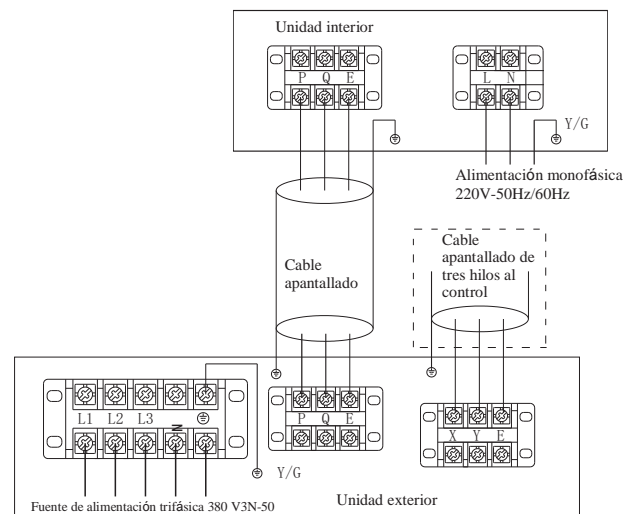 Unidad interior
P Q E
L N
Y/G
Alimentación monofásica
220V-50Hz/60Hz
Cable
apantallado
Cable
apantallado de
tres hilos al
control
L1 L2 L3 N
P Q E
X Y E
Y/G
Fuente de alimentación trifásica 380 V3N-50
Unidad exterior